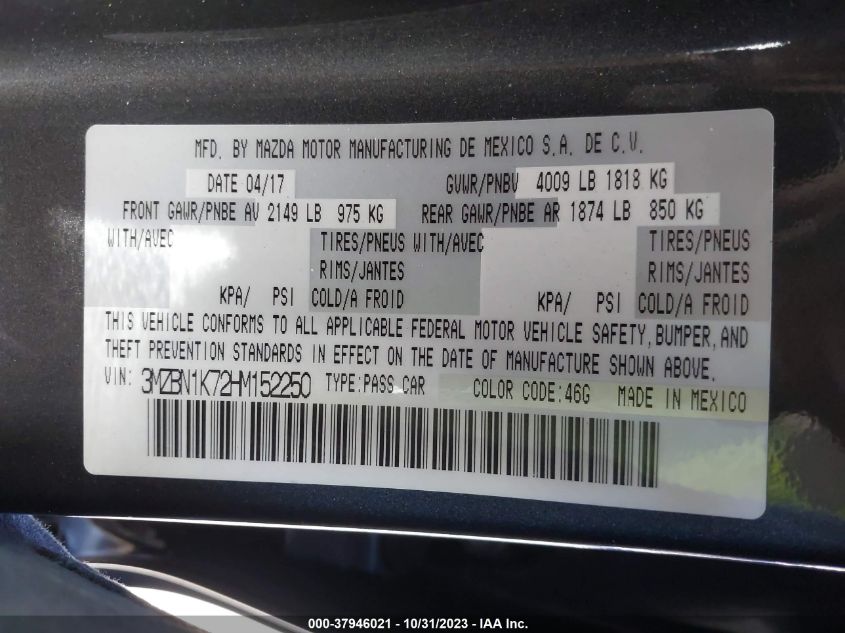 MFD. BY MAZDA MOTOR MANUFACTURING DE MEXICO S.A. DE C.V.
DATE 04/17 GVWR/PNBV 4009 LB 1818 KG
FRONT GAWR/PNBE AV 2149 LB 975 KG REAR GAWR/PNBE AR 1874 LB 850 KG
WITH/AVEC TIRES/PNEUS WITH/AVEC TIRES/PNEUS
RIMS/JANTES RIMS/JANTES
KPA/ PSI COLD/A FROID KPA/ PSI COLD/A FROID
THIS VEHICLE CONFORMS TO ALL APPLICABLE FEDERAL MOTOR VEHICLE SAFETY, BUMPER, AND
THEFT PREVENTION STANDARDS IN EFFECT ON THE DATE OF MANUFACTURE SHOWN ABOVE.
VIN: 3MZBN1K72HM152250 TYPE: PASS CAR COLOR CODE: 46G MADE IN MEXICO
000-37946021 - 10/31/2023 - IAA Inc.